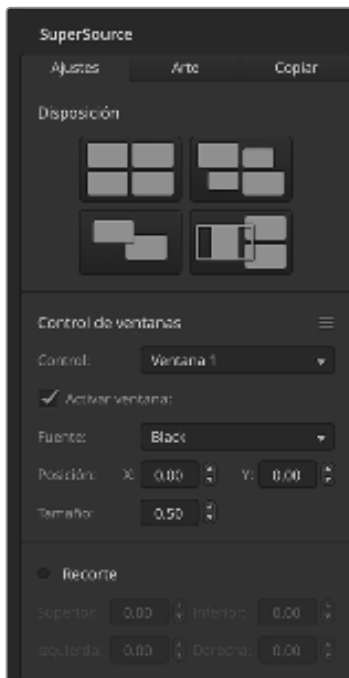 SuperSource
Ajustes Arte Copiar
Disposición
Control de ventanas
Control: Ventana 1
Activar ventana:
Fuente: Black
Posición: X: 0.00 Y: 0.00
Tamaño: 0.50
Recorte
Superior: 0.00 Inferior: 0.00
Izquierda: 0.00 Derecha: 0.00